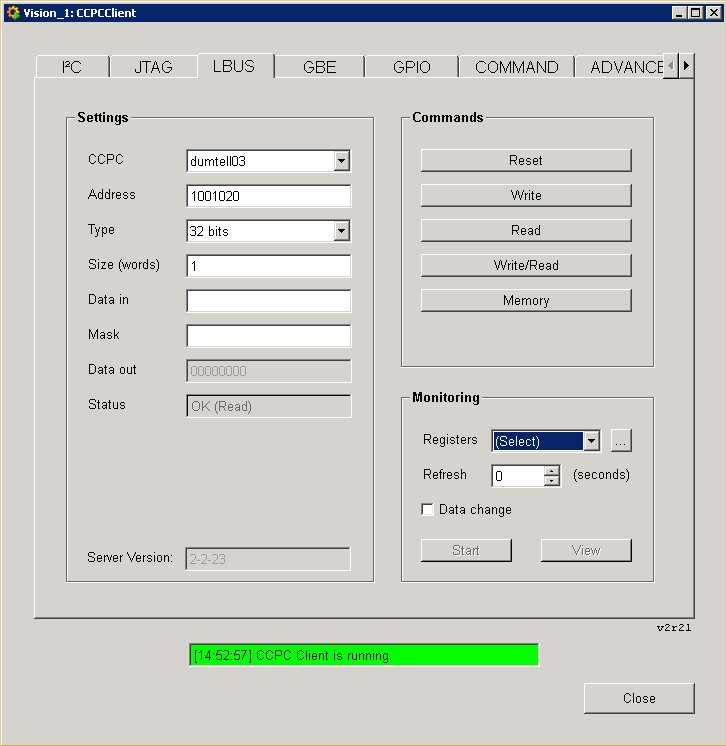 Vision_1: CCPCClient
I²C JTAG LBUS GBE GPIO COMMAND ADVANCE
Settings
CCPC dumtell03
Address 1001020
Type 32 bits
Size (words) 1
Data in
Mask
Data out 00000000
Status OK (Read)
Server Version: 2-2-23
Commands
Reset
Write
Read
Write/Read
Memory
Monitoring
Registers (Select) ...
Refresh 0 (seconds)
Data change
Start View
v2r21
[14:52:57] CCPC Client is running
Close